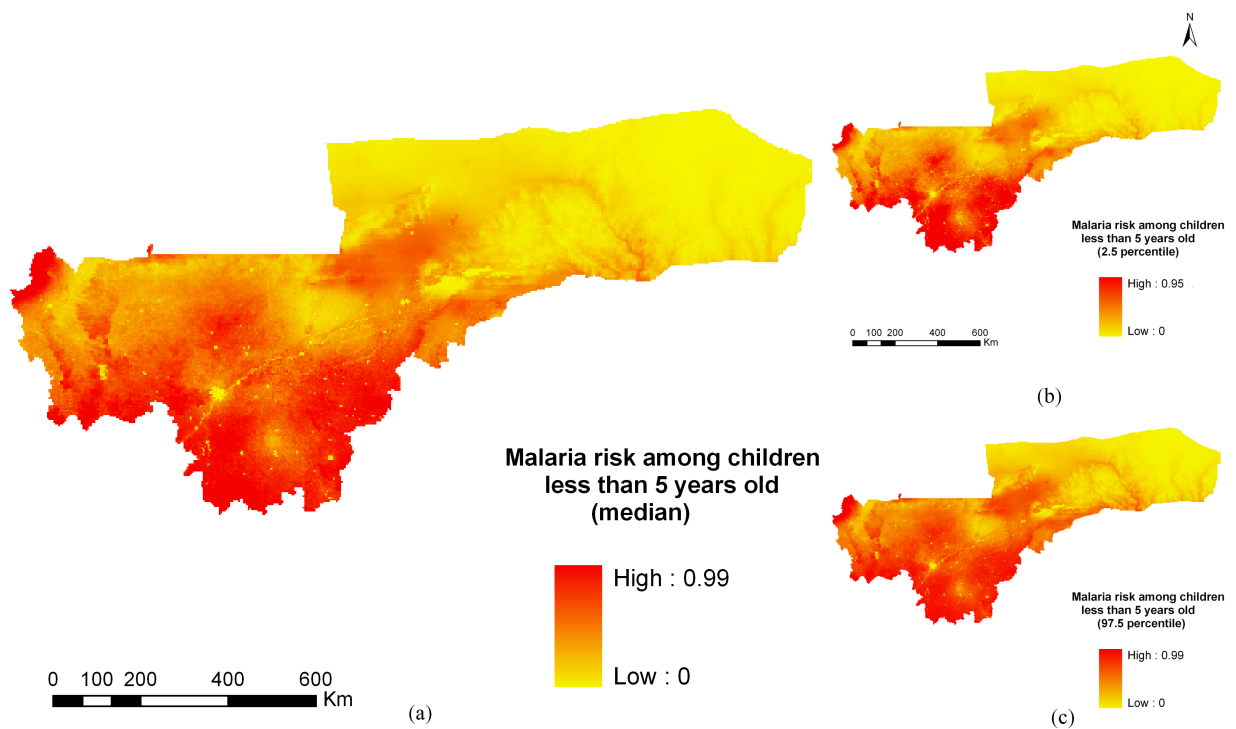 Malaria risk among children
less than 5 years old
(median)
High : 0.99
Low : 0
0 100 200 400 600
Km
(a)
N
Malaria risk among children
less than 5 years old
(2.5 percentile)
High : 0.95
Low : 0
0 100 200 400 600
Km
(b)
Malaria risk among children
less than 5 years old
(97.5 percentile)
High : 0.99
Low : 0
(c)